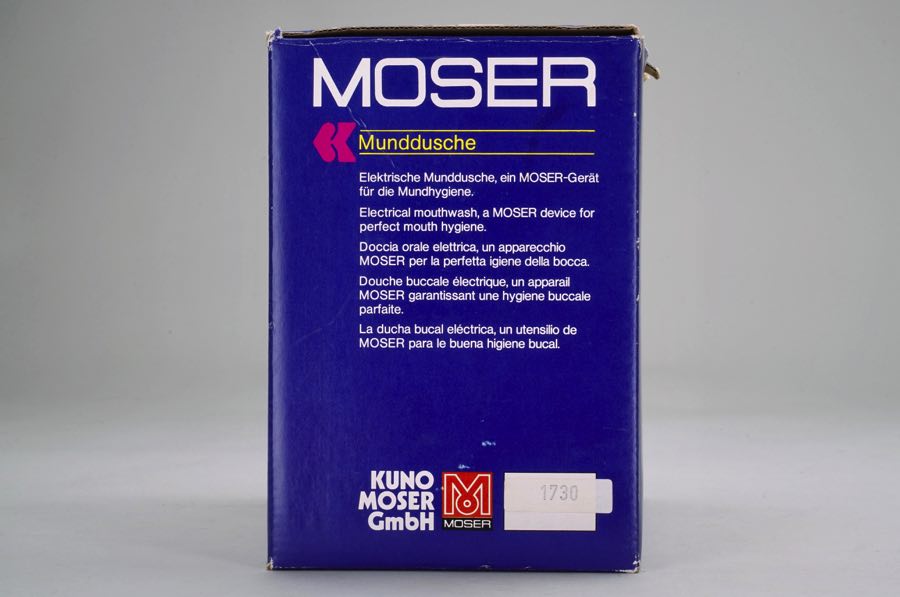 MOSER
Munddusche
Elektrische Munddusche, ein MOSER-Gerät
für die Mundhygiene.
Electrical mouthwash, a MOSER device for
perfect mouth hygiene.
Doccia orale elettrica, un apparecchio
MOSER per la perfetta igiene della bocca.
Douche buccale électrique, un apparail
MOSER garantissant une hygiene buccale
parfaite.
La ducha bucal eléctrica, un utensilio de
MOSER para le buena higiene bucal.
KUNO
MOSER
GmbH
MOSER
1730